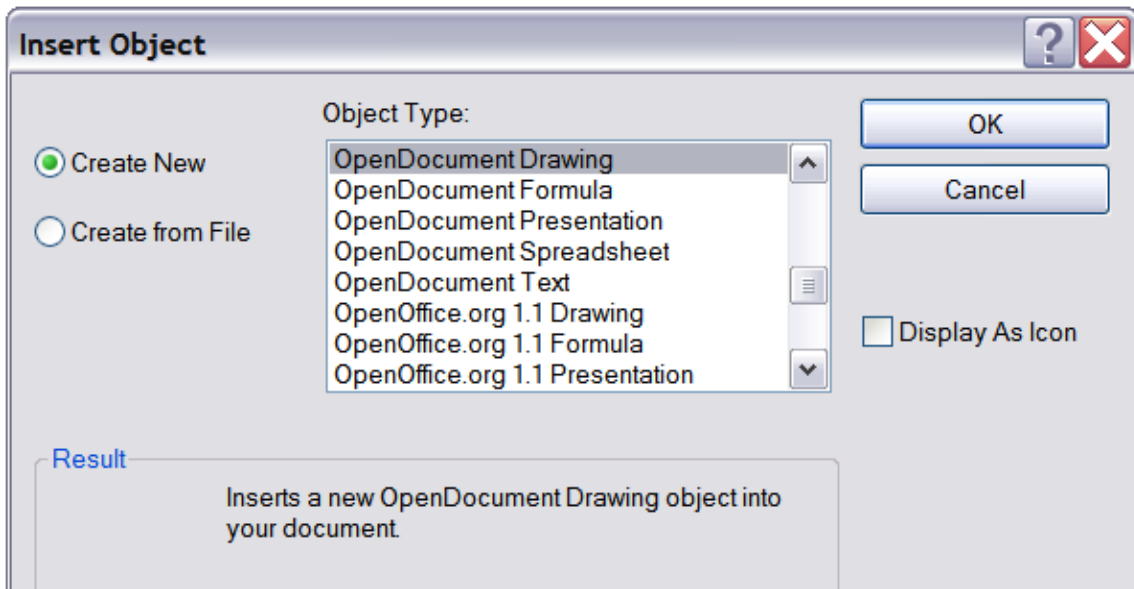 Insert Object
Object Type:
Create New
Create from File
OpenDocument Drawing
OpenDocument Formula
OpenDocument Presentation
OpenDocument Spreadsheet
OpenDocument Text
OpenOffice.org 1.1 Drawing
OpenOffice.org 1.1 Formula
OpenOffice.org 1.1 Presentation
OK
Cancel
Display As Icon
Result
Inserts a new OpenDocument Drawing object into
your document.